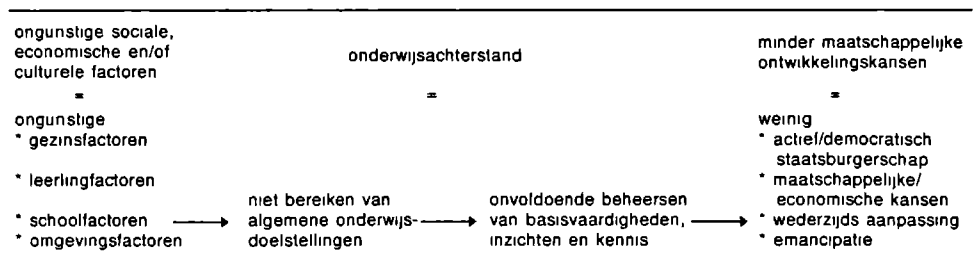 ongunstige sociale,
economische en/of
culturele factoren
=
ongunstige
* gezinsfactoren
* leerlingfactoren
* schoolfactoren
* omgevingsfactoren
onderwijsachterstand
=
niet bereiken van
algemene onderwijs-
doelstellingen
onvoldoende beheersen
van basisvaardigheden,
inzichten en kennis
minder maatschappelijke
ontwikkelingskansen
=
weinig
* actief/democratisch
staatsburgerschap
* maatschappelijke/
economische kansen
* wederzijds aanpassing
* emancipatie